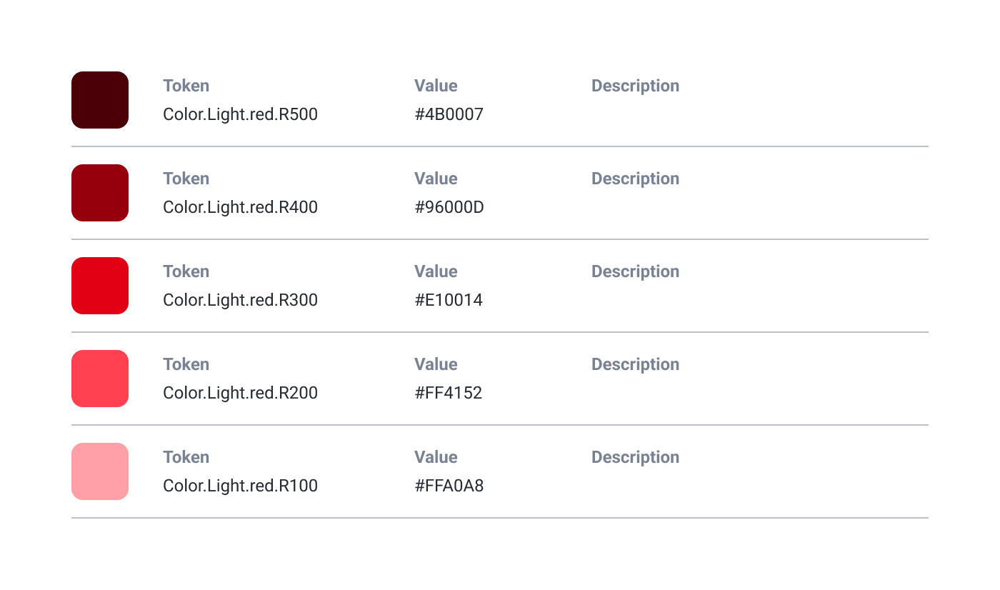 Token Value Description
Color.Light.red.R500 #4B0007
Token Value Description
Color.Light.red.R400 #96000D
Token Value Description
Color.Light.red.R300 #E10014
Token Value Description
Color.Light.red.R200 #FF4152
Token Value Description
Color.Light.red.R100 #FFA0A8